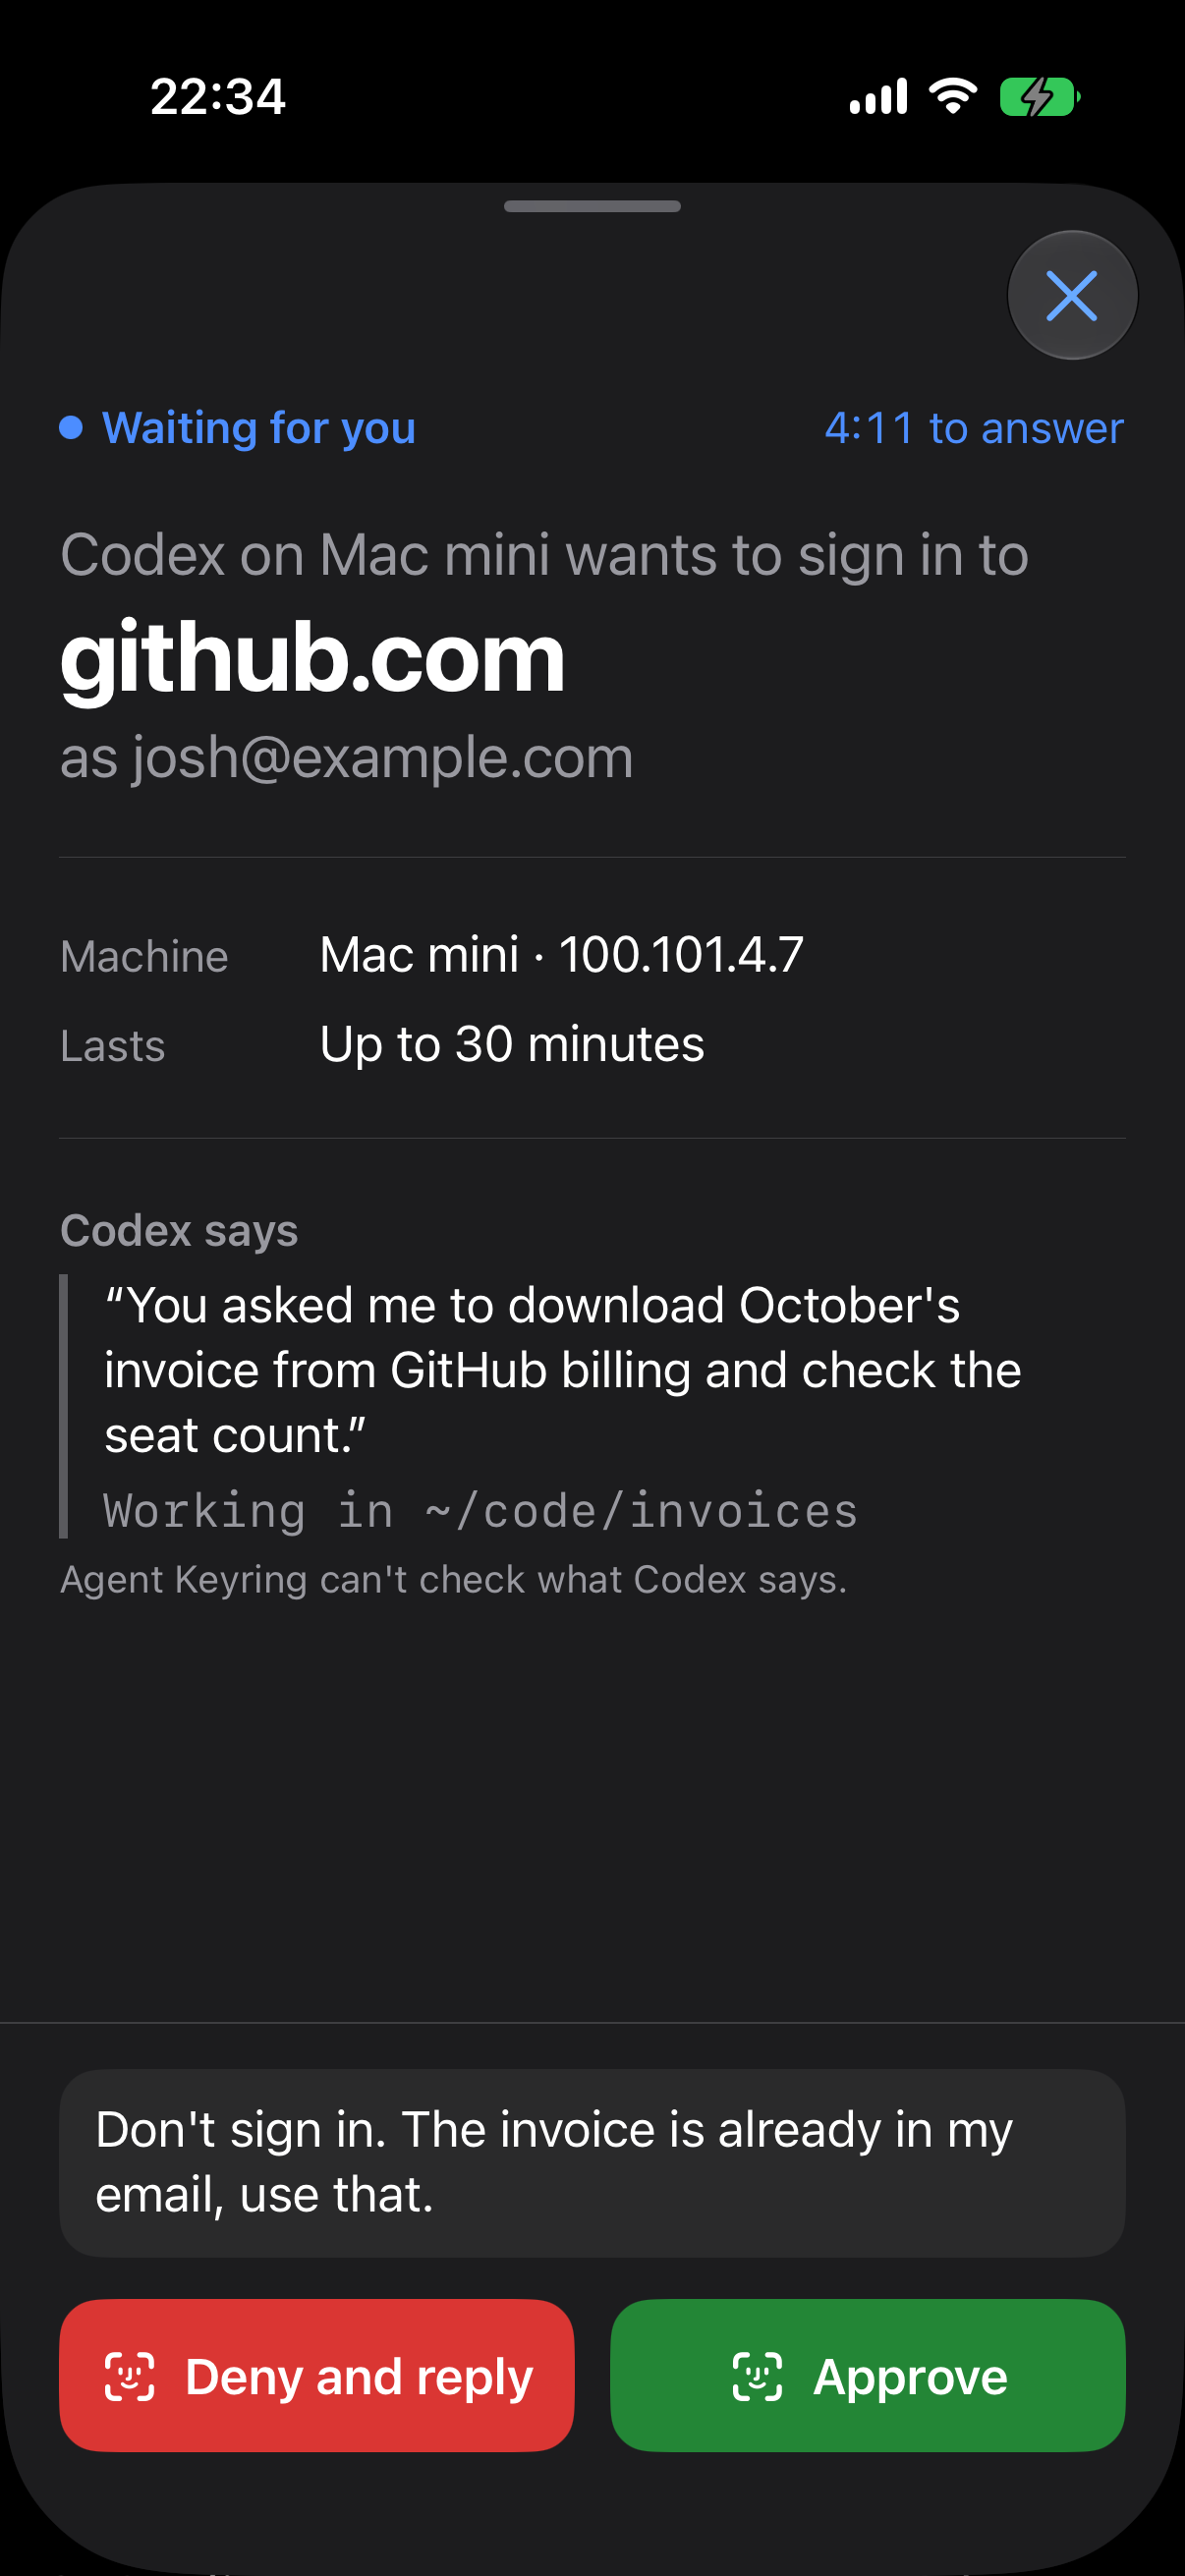 22:34
Waiting for you
4:11 to answer
Codex on Mac mini wants to sign in to
github.com
as josh@example.com
Machine
Mac mini · 100.101.4.7
Lasts
Up to 30 minutes
Codex says
“You asked me to download October's
invoice from GitHub billing and check the
seat count.”
Working in ~/code/invoices
Agent Keyring can't check what Codex says.
Don't sign in. The invoice is already in my
email, use that.
Deny and reply
Approve